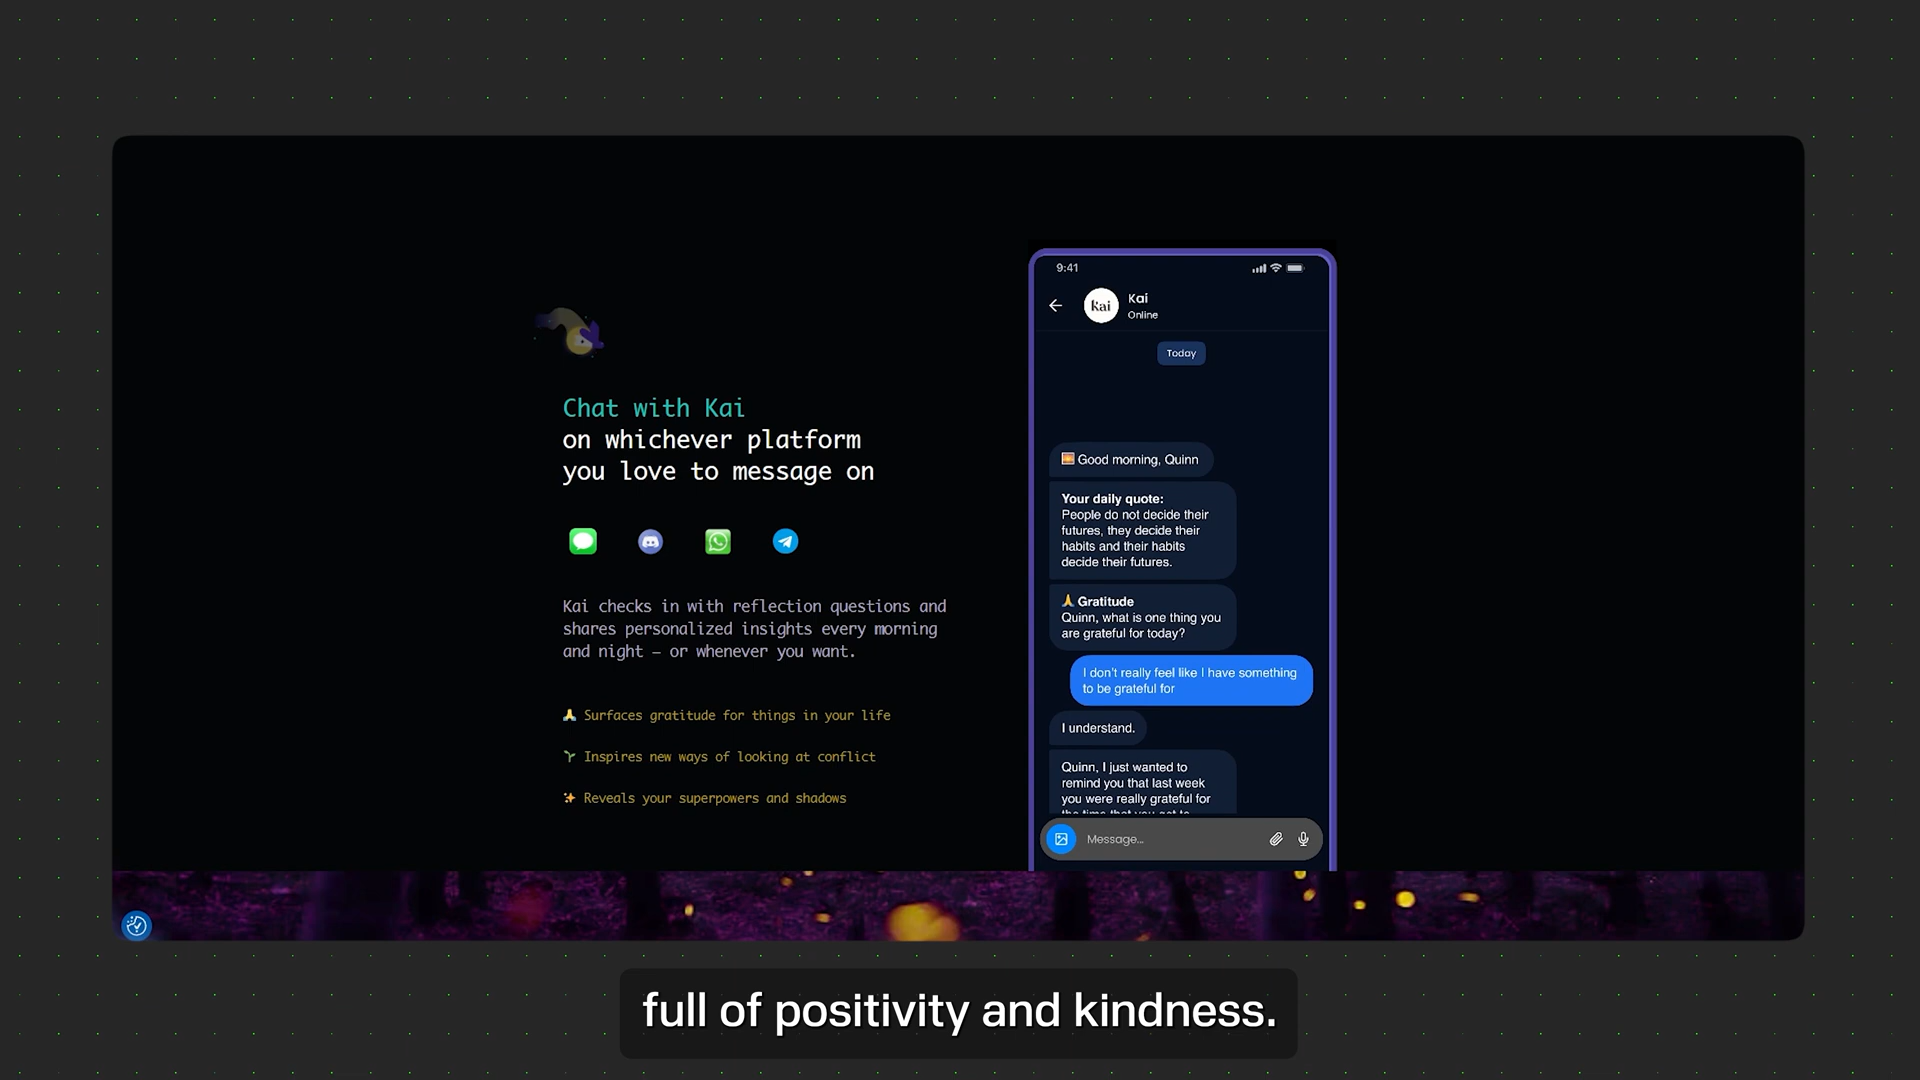 Chat with Kai
on whichever platform
you love to message on
Kai checks in with reflection questions and
shares personalized insights every morning
and night – or whenever you want.
🙏 Surfaces gratitude for things in your life
🌱 Inspires new ways of looking at conflict
✨ Reveals your superpowers and shadows
9:41
kai
Kai
Online
Today
🌅 Good morning, Quinn
Your daily quote:
People do not decide their
futures, they decide their
habits and their habits
decide their futures.
🙏 Gratitude
Quinn, what is one thing you
are grateful for today?
I don't really feel like I have something
to be grateful for
I understand.
Quinn, I just wanted to
remind you that last week
you were really grateful for
the time that you get to
Message...
full of positivity and kindness.